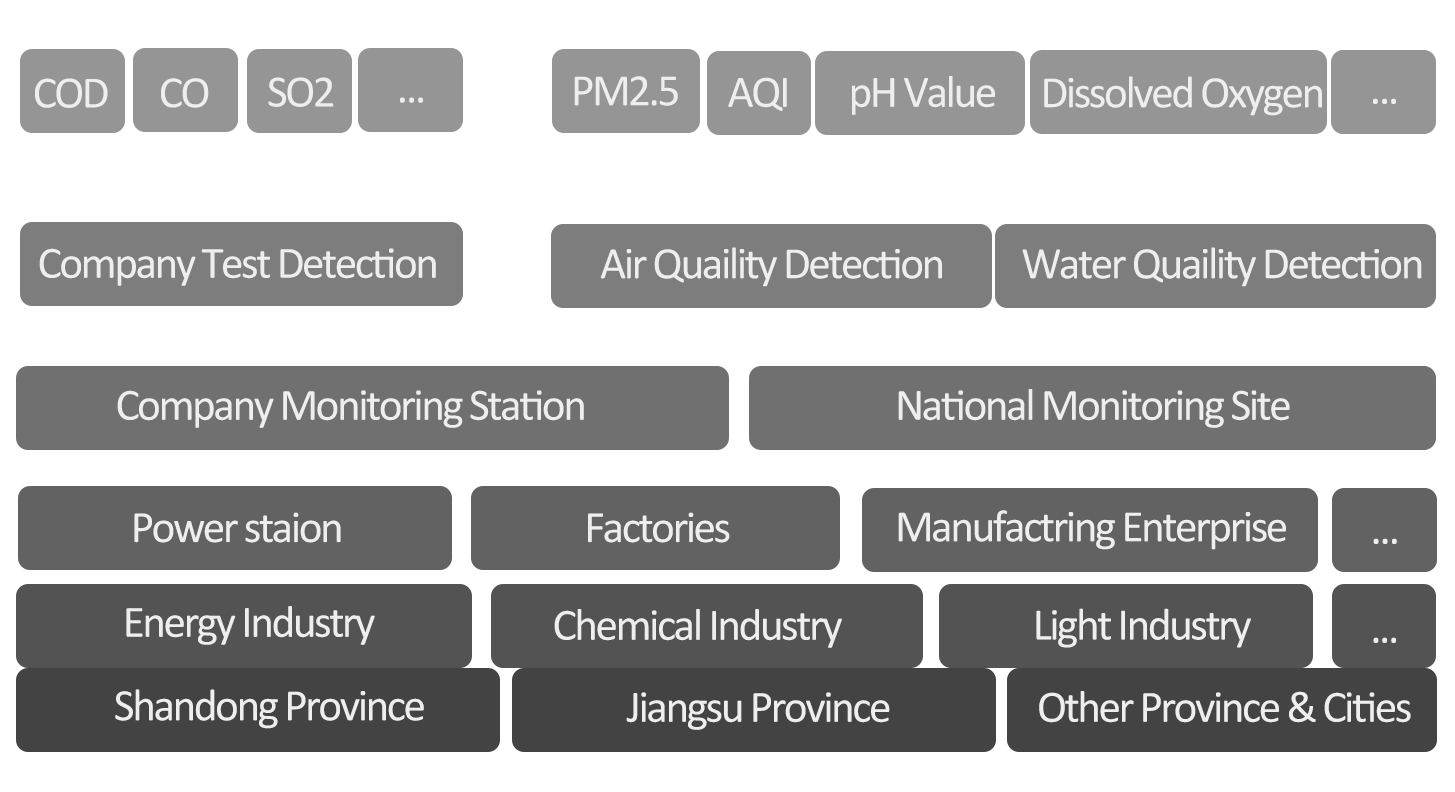 COD CO SO2 ... PM2.5 AQI pH Value Dissolved Oxygen ...
Company Test Detection Air Quaility Detection Water Quaility Detection
Company Monitoring Station National Monitoring Site
Power staion Factories Manufactring Enterprise ...
Energy Industry Chemical Industry Light Industry ...
Shandong Province Jiangsu Province Other Province & Cities